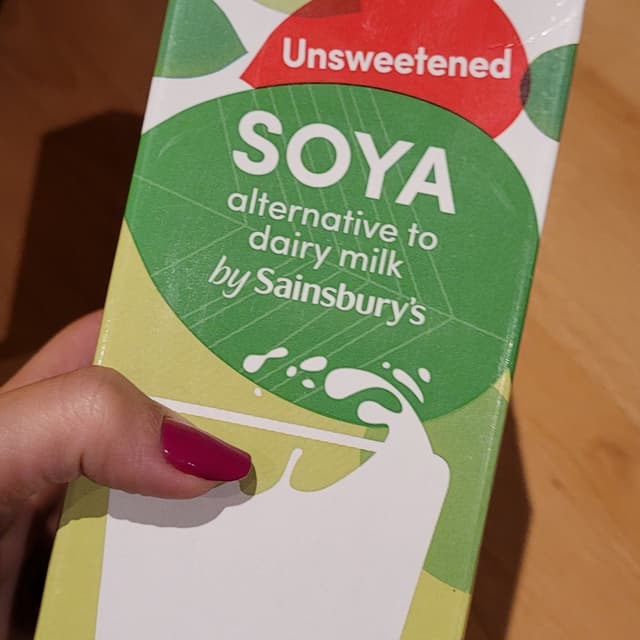 Unsweetened
SOYA
alternative to
dairy milk
by Sainsbury's